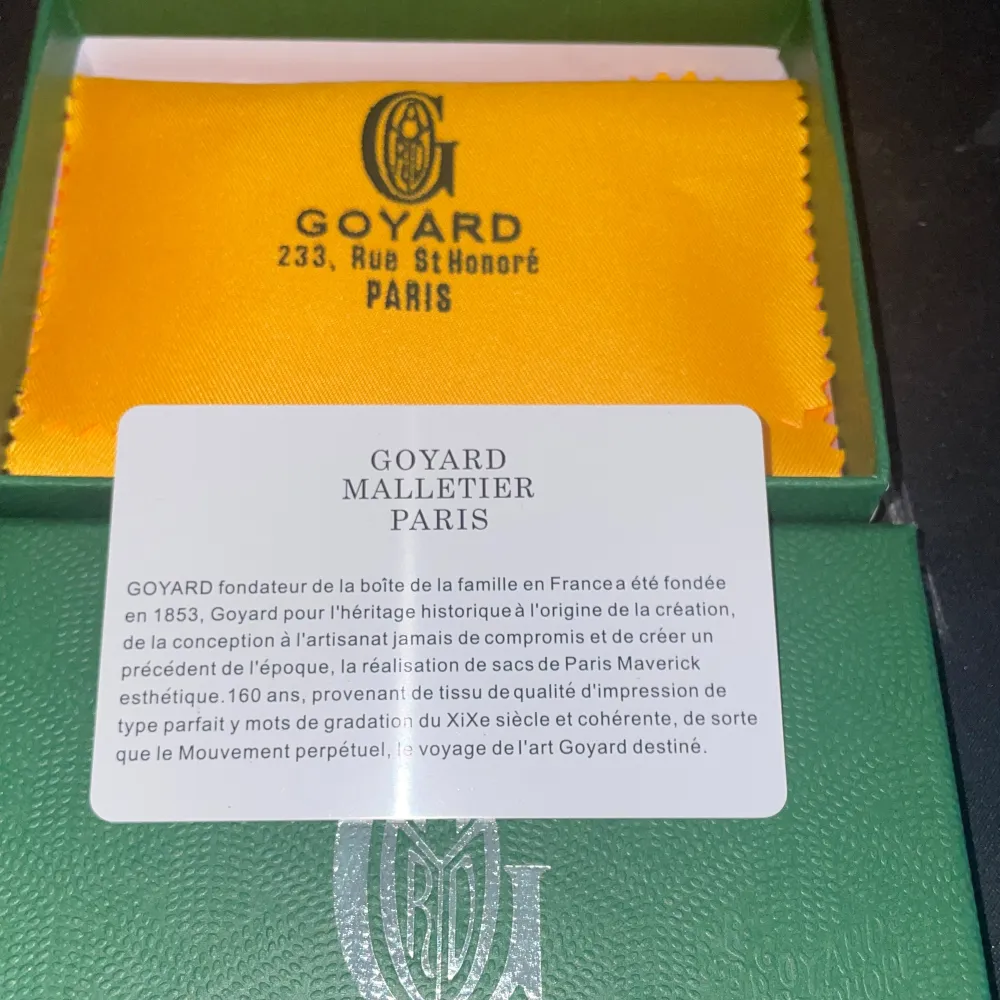 GOYARD
233, Rue St Honoré
PARIS
GOYARD
MALLETIER
PARIS
GOYARD fondateur de la boîte de la famille en France a été fondée
en 1853, Goyard pour l'héritage historique à l'origine de la création,
de la conception à l'artisanat jamais de compromis et de créer un
précédent de l'époque, la réalisation de sacs de Paris Maverick
esthétique.160 ans, provenant de tissu de qualité d'impression de
type parfait y mots de gradation du XiXe siècle et cohérente, de sorte
que le Mouvement perpétuel, le voyage de l'art Goyard destiné.